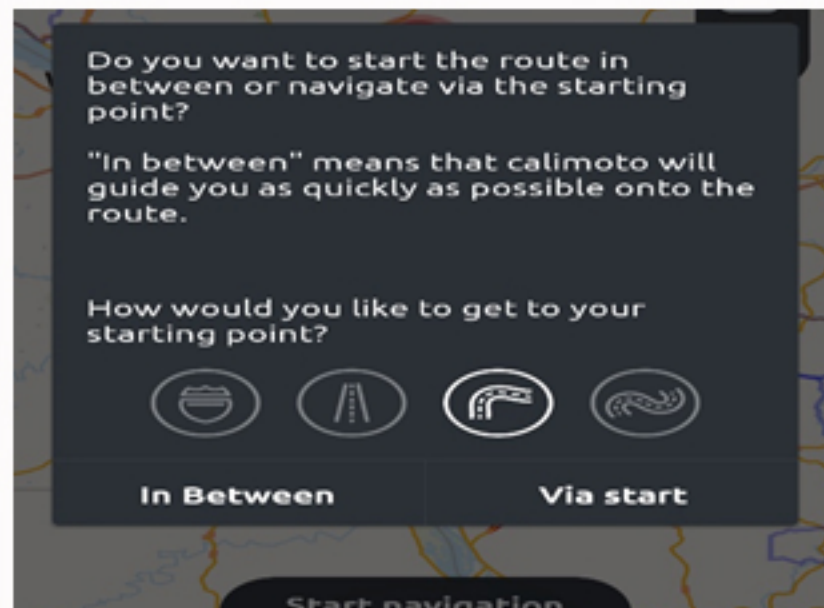 Do you want to start the route in
between or navigate via the starting
point?
"In between" means that calimoto will
guide you as quickly as possible onto the
route.
How would you like to get to your
starting point?
In Between
Via start
Start navigation